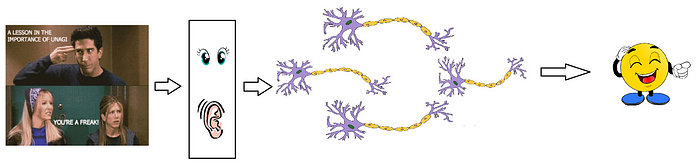 A LESSON IN THE
IMPORTANCE OF UNAGI
YOU'RE A FREAK!